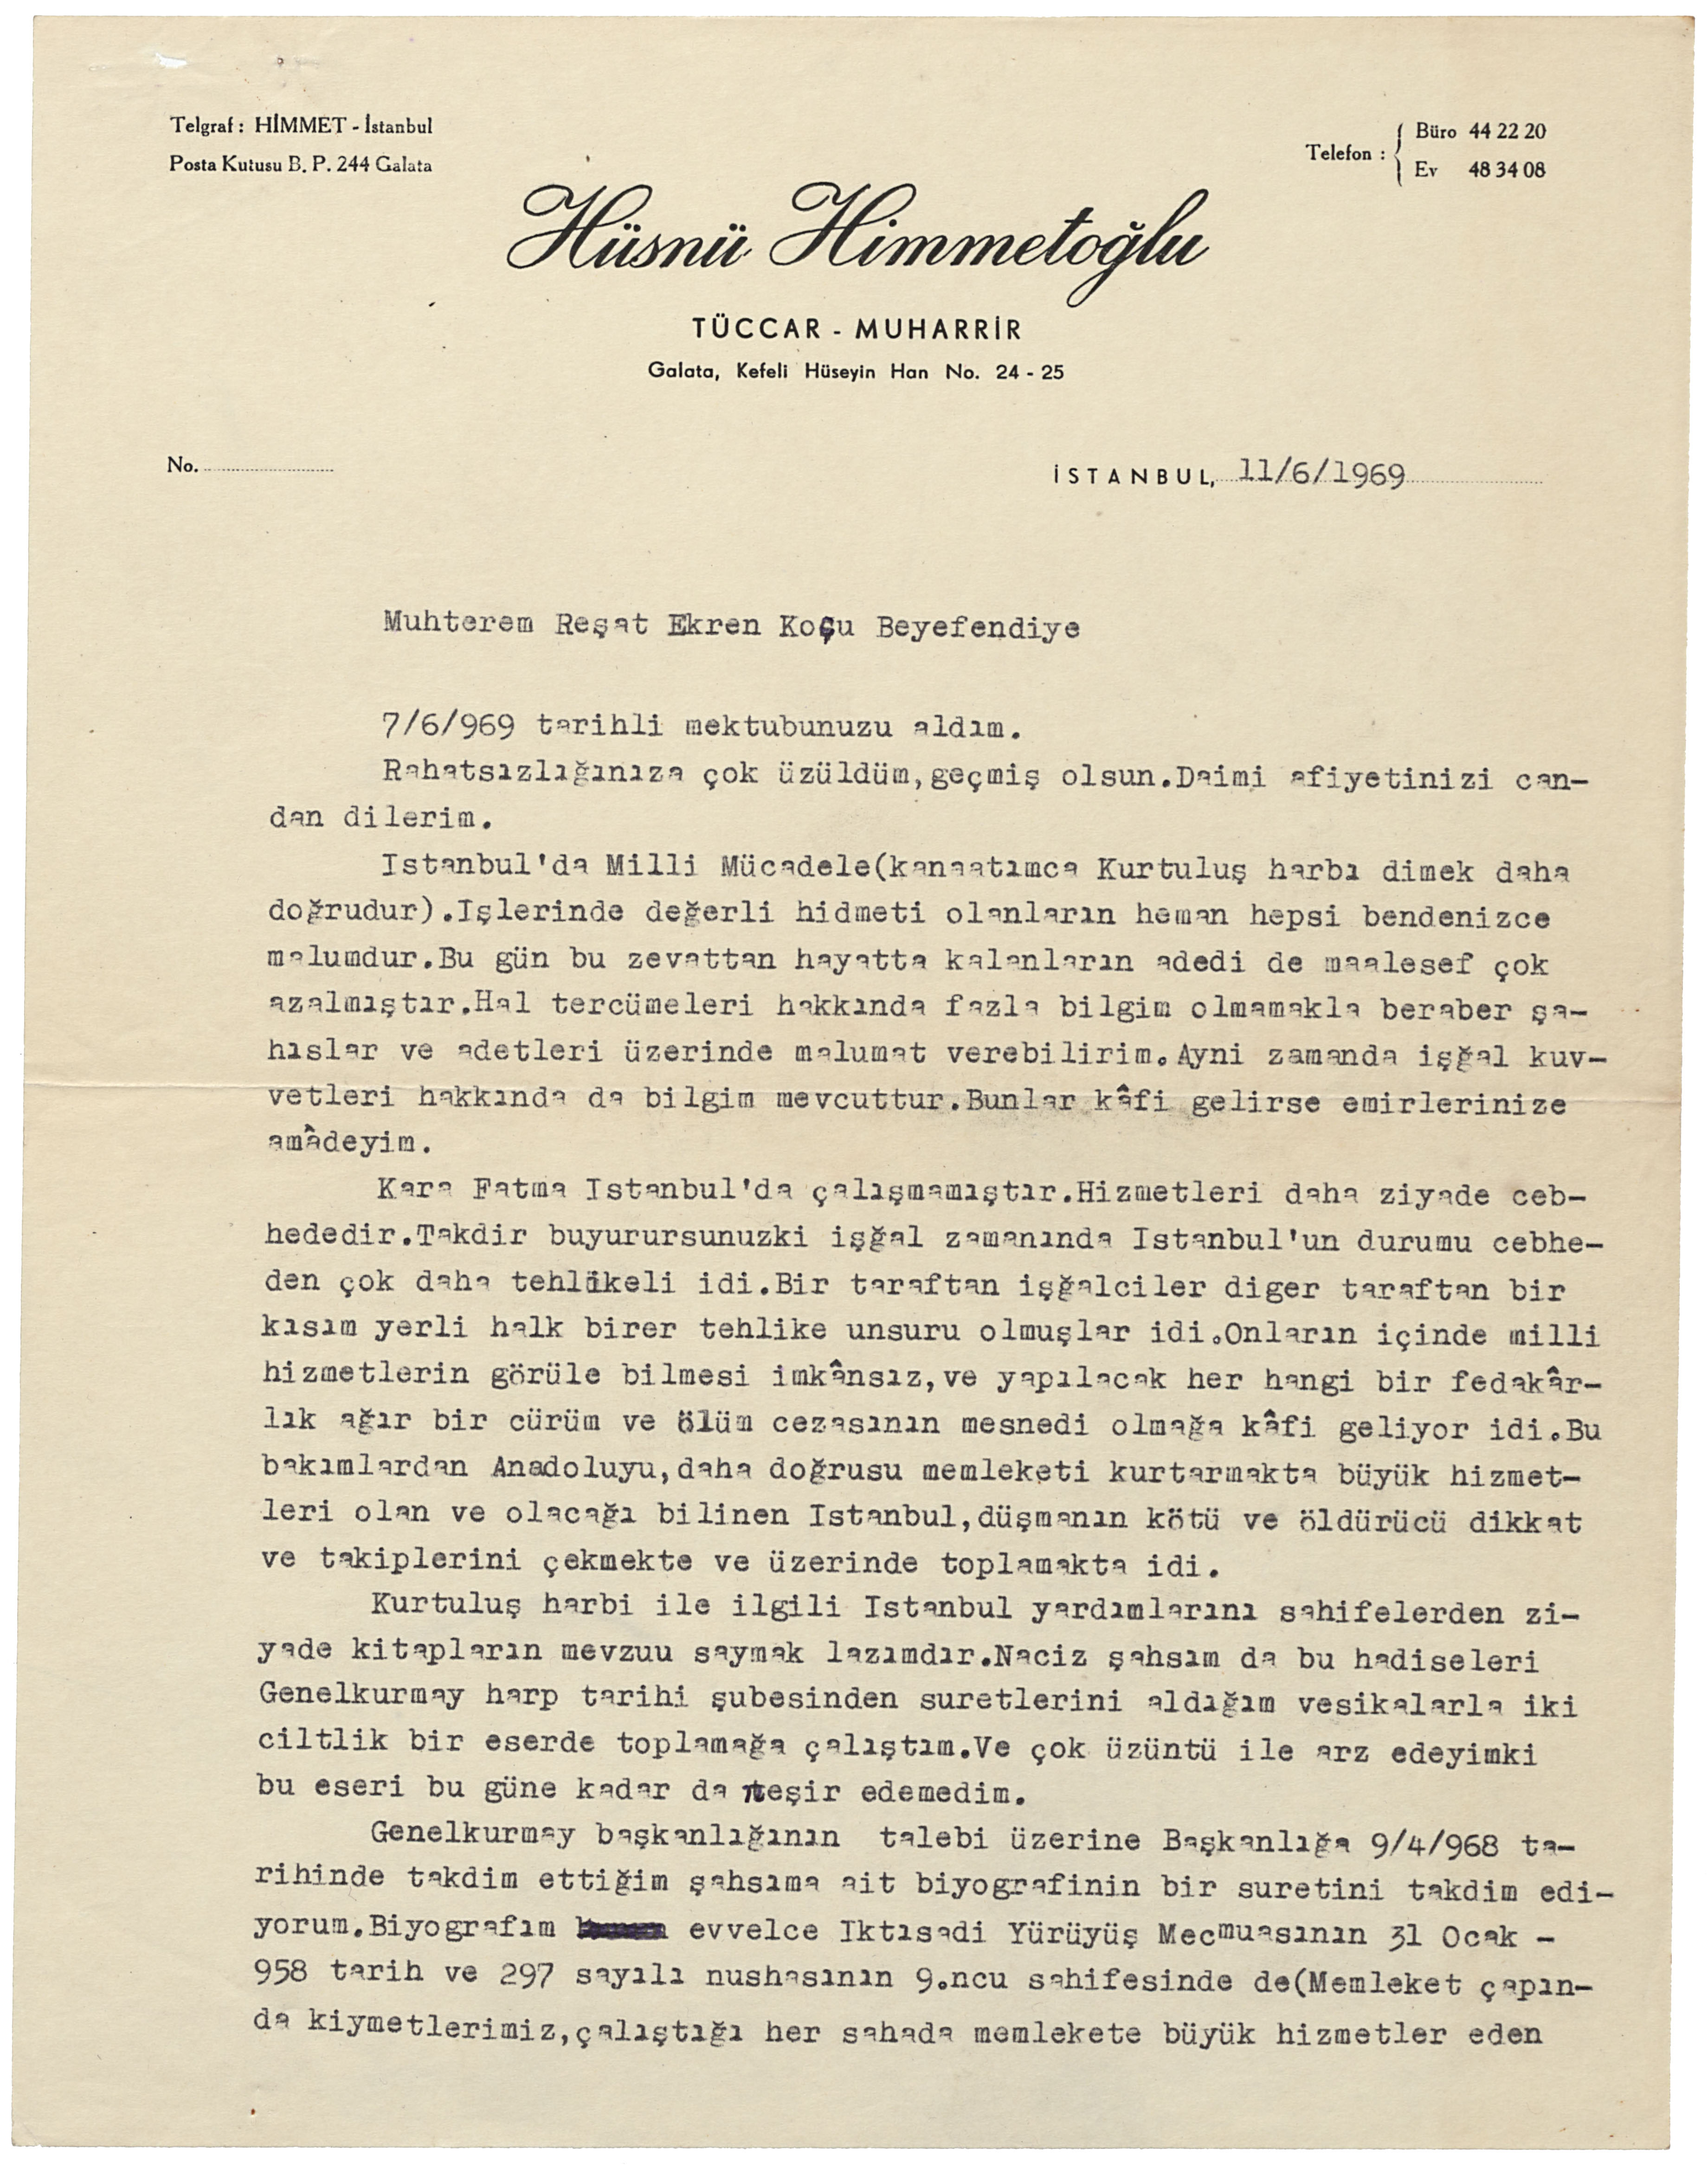 Telgraf : HİMMET - İstanbul
Posta Kutusu B. P. 244 Galata
Telefon : Büro 44 22 20
Ev 48 34 08
Hüsnü Himmetoğlu
TÜCCAR - MUHARRİR
Galata, Kefeli Hüseyin Han No. 24 - 25
No.
İSTANBUL, 11/6/1969
Muhterem Reşat Ekren Koçu Beyefendiye
7/6/969 tarihli mektubunuzu aldım.
Rahatsızlığınıza çok üzüldüm,geçmiş olsun.Daimi afiyetinizi can-
dan dilerim.
Istanbul'da Milli Mücadele(kanaatımca Kurtuluş harbı dimek daha
doğrudur).Işlerinde değerli hidmeti olanların heman hepsi bendenizce
malumdur.Bu gün bu zevattan hayatta kalanların adedi de maalesef çok
azalmıştır.Hal tercümeleri hakkında fazla bilgim olmamakla beraber şa-
hıslar ve adetleri üzerinde malumat verebilirim.Ayni zamanda işğal kuv-
vetleri hakkında da bilgim mevcuttur.Bunlar kâfi gelirse emirlerinize
amâdeyim.
Kara Fatma Istanbul'da çalışmamıştır.Hizmetleri daha ziyade ceb-
hededir.Takdir buyurursunuzki işğal zamanında Istanbul'un durumu cebhe-
den çok daha tehlikeli idi.Bir taraftan işğalciler diger taraftan bir
kısım yerli halk birer tehlike unsuru olmuşlar idi.Onların içinde milli
hizmetlerin görüle bilmesi imkânsız,ve yapılacak her hangi bir fedakâr-
lık ağır bir cürüm ve ölüm cezasının mesnedi olmağa kâfi geliyor idi.Bu
bakımlardan Anadoluyu,daha doğrusu memleketi kurtarmakta büyük hizmet-
leri olan ve olacağı bilinen Istanbul,düşmanın kötü ve öldürücü dikkat
ve takiplerini çekmekte ve üzerinde toplamakta idi.
Kurtuluş harbi ile ilgili Istanbul yardımlarını sahifelerden zi-
yade kitapların mevzuu saymak lazımdır.Naciz şahsım da bu hadiseleri
Genelkurmay harp tarihi şubesinden suretlerini aldığım vesikalarla iki
ciltlik bir eserde toplamağa çalıştım.Ve çok üzüntü ile arz edeyimki
bu eseri bu güne kadar da neşir edemedim.
Genelkurmay başkanlığının talebi üzerine Başkanlığa 9/4/968 ta-
rihinde takdim ettiğim şahsıma ait biyografinin bir suretini takdim edi-
yorum.Biyografım evvelce Iktısadi Yürüyüş Mecmuasının 31 Ocak -
958 tarih ve 297 sayılı nushasının 9.ncu sahifesinde de(Memleket çapın-
da kiymetlerimiz,çalıştığı her sahada memlekete büyük hizmetler eden